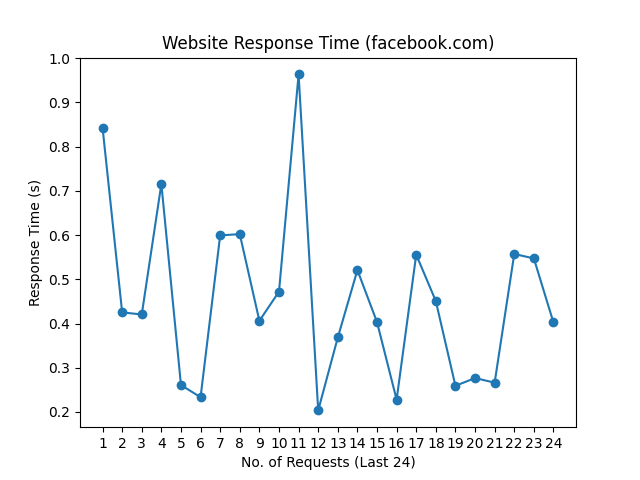 Website Response Time (facebook.com)
Response Time (s)
1.0
0.9
0.8
0.7
0.6
0.5
0.4
0.3
0.2
1 2 3 4 5 6 7 8 9 10 11 12 13 14 15 16 17 18 19 20 21 22 23 24
No. of Requests (Last 24)